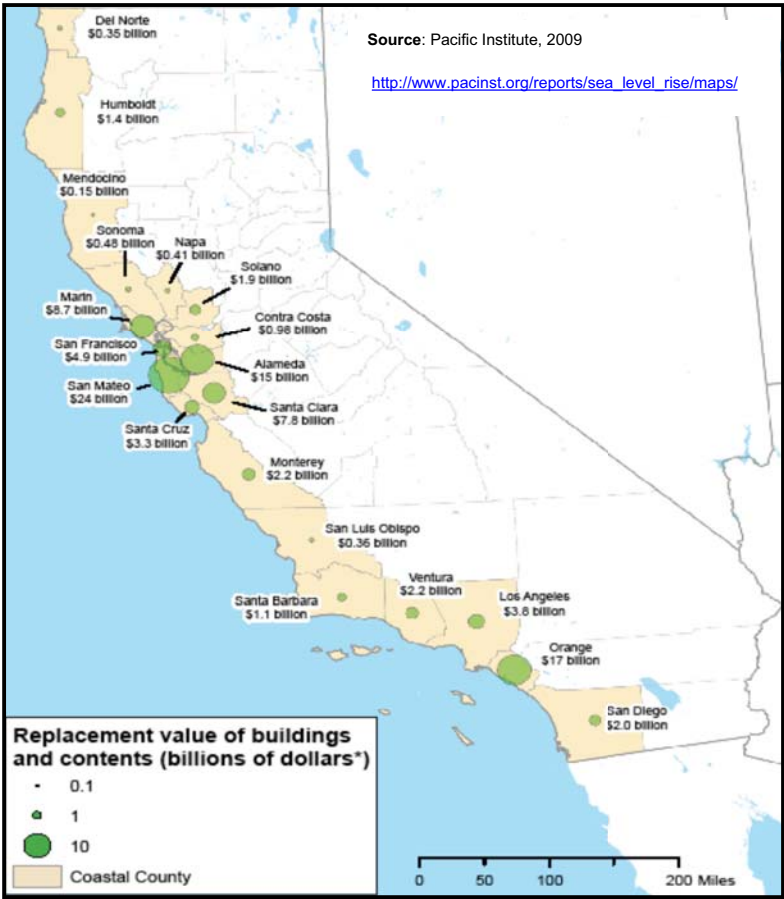 Del Norte
$0.35 billion
Source: Pacific Institute, 2009
http://www.pacinst.org/reports/sea_level_rise/maps/
Humboldt
$1.4 billion
Mendocino
$0.15 billion
Sonoma
$0.48 billion
Napa
$0.41 billion
Solano
$1.9 billion
Marin
$8.7 billion
Contra Costa
$0.98 billion
San Francisco
$4.9 billion
Alameda
$15 billion
San Mateo
$24 billion
Santa Clara
$7.8 billion
Santa Cruz
$3.3 billion
Monterey
$2.2 billion
San Luis Obispo
$0.36 billion
Ventura
$2.2 billion
Santa Barbara
$1.1 billion
Los Angeles
$3.8 billion
Orange
$17 billion
San Diego
$2.0 billion
Replacement value of buildings
and contents (billions of dollars*)
0.1
1
10
Coastal County
0 50 100 200 Miles